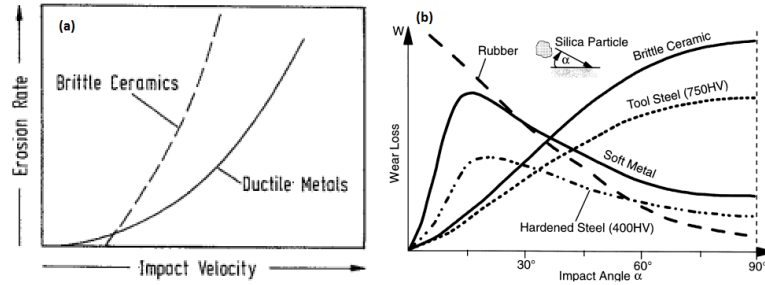 (a)
Erosion Rate
Brittle Ceramics
Ductile Metals
Impact Velocity
(b)
W
Rubber
Silica Particle
α
Brittle Ceramic
Tool Steel (750HV)
Soft Metal
Hardened Steel (400HV)
Wear Loss
30°
60°
90°
Impact Angle α